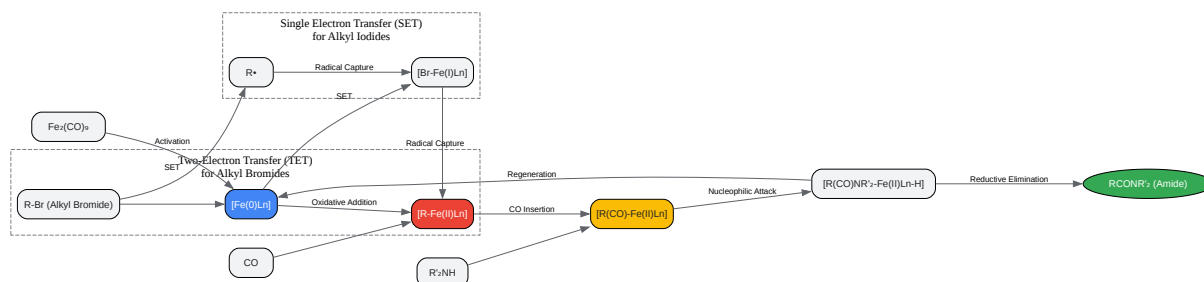 Single Electron Transfer (SET)
for Alkyl Iodides
R•
Radical Capture
[Br-Fe(I)Ln]
SET
Fe₂(CO)₉
Activation
Radical Capture
Two-Electron Transfer (TET)
for Alkyl Bromides
SET
R-Br (Alkyl Bromide)
[Fe(0)Ln]
Oxidative Addition
[R-Fe(II)Ln]
Regeneration
CO Insertion
[R(CO)-Fe(II)Ln]
Nucleophilic Attack
[R(CO)NR'₂-Fe(II)Ln-H]
Reductive Elimination
RCONR'₂ (Amide)
CO
R'₂NH